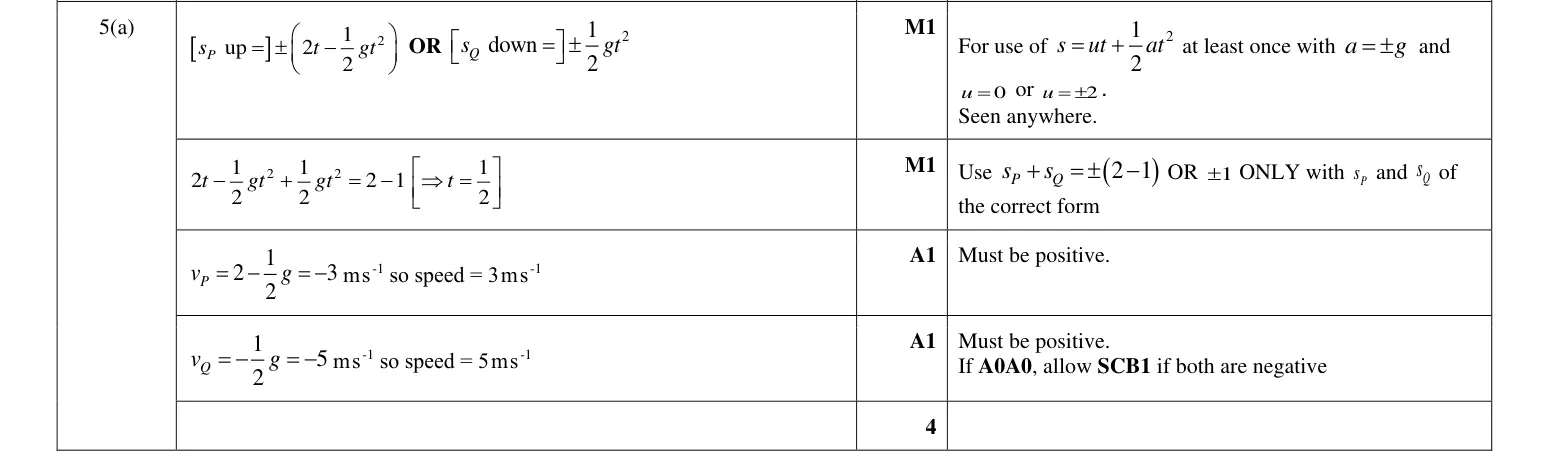 5(a)
[s_P up =] ± (2t − 1/2 gt²) OR [s_Q down =] ± 1/2 gt²
M1
For use of s = ut + 1/2 at² at least once with a = ±g and
u = 0 or u = ±2.
Seen anywhere.
2t − 1/2 gt² + 1/2 gt² = 2 − 1 [⇒ t = 1/2]
M1
Use s_P + s_Q = ±(2 − 1) OR ±1 ONLY with s_P and s_Q of
the correct form
v_P = 2 − 1/2 g = −3 ms⁻¹ so speed = 3 ms⁻¹
A1
Must be positive.
v_Q = − 1/2 g = −5 ms⁻¹ so speed = 5 ms⁻¹
A1
Must be positive.
If A0A0, allow SCB1 if both are negative
4